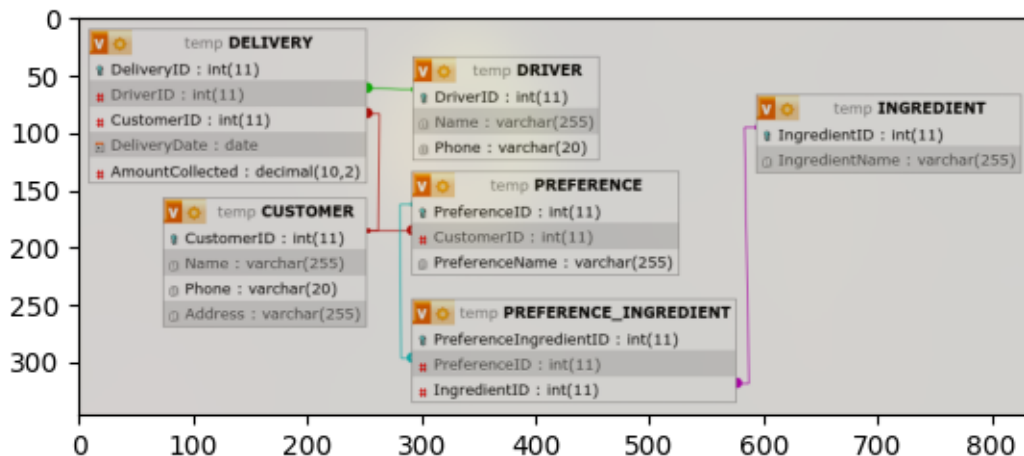 0
50
100
150
200
250
300
0
100
200
300
400
500
600
700
800
temp DELIVERY
DeliveryID : int(11)
DriverID : int(11)
CustomerID : int(11)
DeliveryDate : date
AmountCollected : decimal(10,2)
temp CUSTOMER
CustomerID : int(11)
Name : varchar(255)
Phone : varchar(20)
Address : varchar(255)
temp DRIVER
DriverID : int(11)
Name : varchar(255)
Phone : varchar(20)
temp PREFERENCE
PreferenceID : int(11)
CustomerID : int(11)
PreferenceName : varchar(255)
temp PREFERENCE_INGREDIENT
PreferenceIngredientID : int(11)
PreferenceID : int(11)
IngredientID : int(11)
temp INGREDIENT
IngredientID : int(11)
IngredientName : varchar(255)